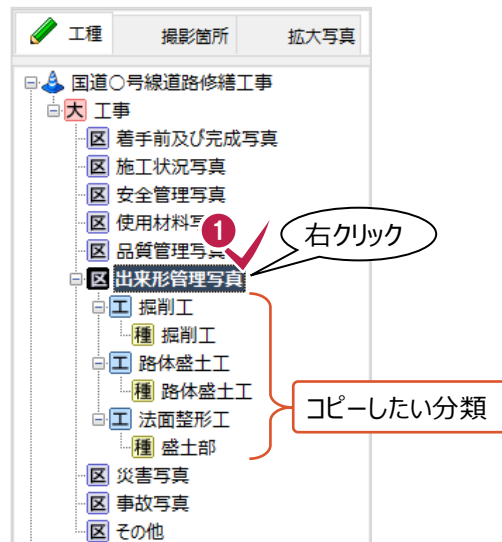 工種 撮影箇所 拡大写真
国道○号線道路修繕工事
大 工事
区 着手前及び完成写真
区 施工状況写真
区 安全管理写真
区 使用材料写
1
右クリック
区 品質管理写真
区 出来形管理写真
工 掘削工
種 掘削工
工 路体盛土工
種 路体盛土工
コピーしたい分類
工 法面整形工
種 盛土部
区 災害写真
区 事故写真
区 その他